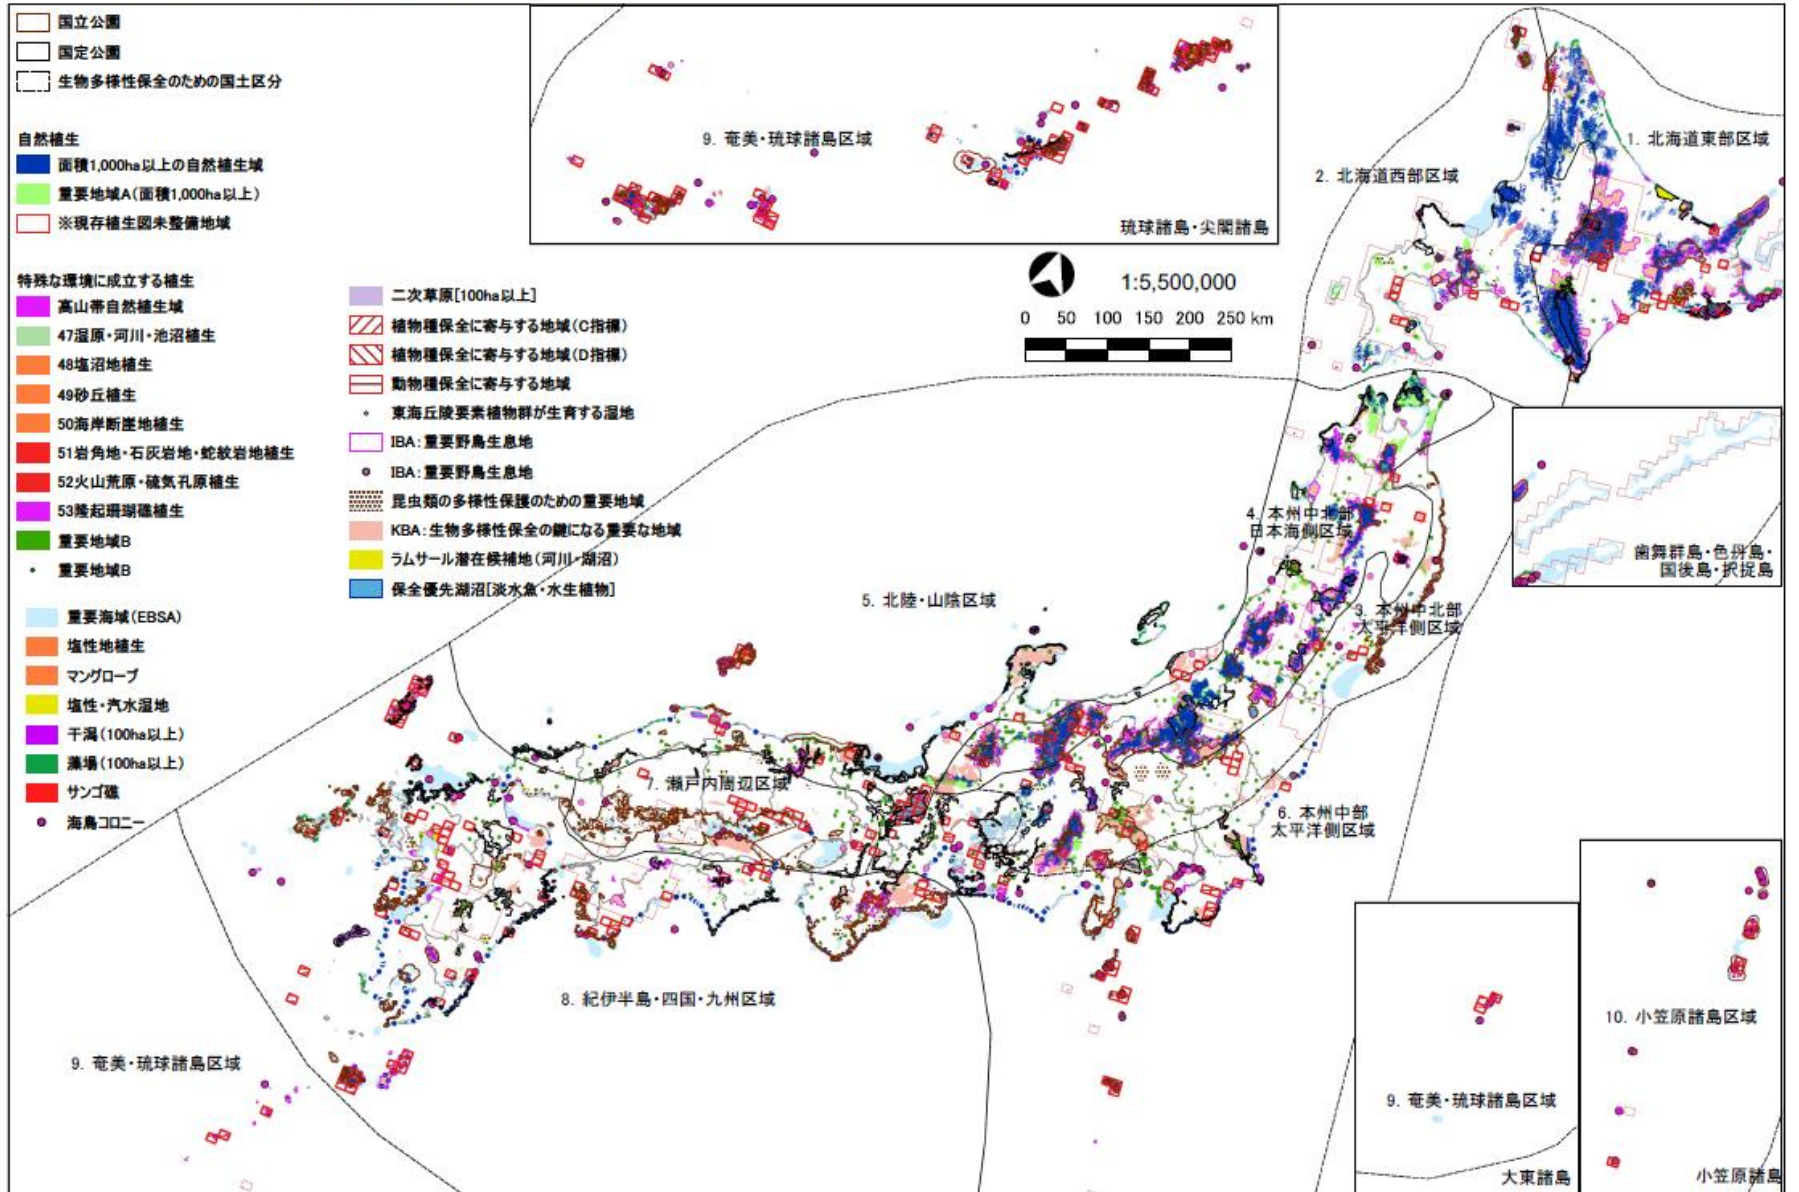 国立公園
国定公園
生物多様性保全のための国土区分
自然植生
面積1,000ha以上の自然植生域
重要地域A(面積1,000ha以上)
※現存植生図未整備地域
特殊な環境に成立する植生
高山帯自然植生域
47湿原・河川・池沼植生
48塩沼地植生
49砂丘植生
50海岸断崖地植生
51岩角地・石灰岩地・蛇紋岩地植生
52火山荒原・硫気孔原植生
53隆起珊瑚礁植生
重要地域B
重要地域B
重要海域(EBSA)
塩性地植生
マングローブ
塩性・汽水湿地
干潟(100ha以上)
藻場(100ha以上)
サンゴ礁
海鳥コロニー
二次草原[100ha以上]
植物種保全に寄与する地域(C指標)
植物種保全に寄与する地域(D指標)
動物種保全に寄与する地域
東海丘陵要素植物群が生育する湿地
IBA:重要野鳥生息地
IBA:重要野鳥生息地
昆虫類の多様性保護のための重要地域
KBA:生物多様性保全の鍵になる重要な地域
ラムサール潜在候補地(河川・湖沼)
保全優先湖沼[淡水魚・水生植物]
9. 奄美・琉球諸島区域
琉球諸島・尖閣諸島
1:5,500,000
0 50 100 150 200 250 km
1. 北海道東部区域
2. 北海道西部区域
歯舞群島・色丹島・
国後島・択捉島
4. 本州中北部
日本海側区域
3. 本州中北部
太平洋側区域
5. 北陸・山陰区域
7. 瀬戸内周辺区域
6. 本州中部
太平洋側区域
8. 紀伊半島・四国・九州区域
9. 奄美・琉球諸島区域
9. 奄美・琉球諸島区域
大東諸島
10. 小笠原諸島区域
小笠原諸島